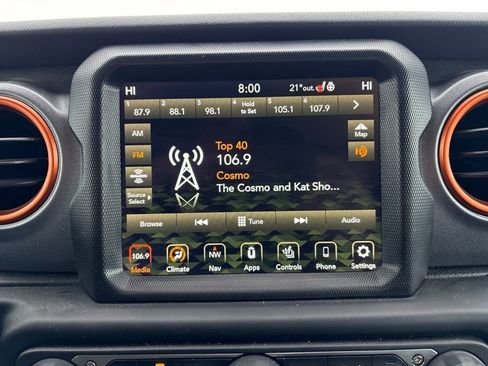 HI 8:00 21° out. HI
1 2 3 4 5 6
87.9 88.1 98.1 Hold to Set 105.1 107.9
AM
FM
Source Select
Top 40
106.9
Cosmo
The Cosmo and Kat Sho...
Map
HD
Browse Tune Audio
106.9 NW
Media Climate Nav Apps Controls Phone Settings